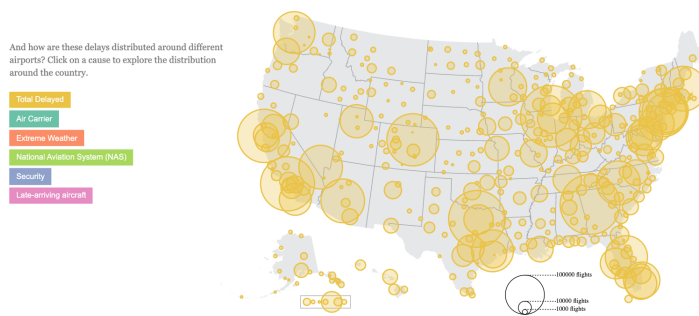 And how are these delays distributed around different
airports? Click on a cause to explore the distribution
around the country.
Total Delayed
Air Carrier
Extreme Weather
National Aviation System (NAS)
Security
Late-arriving aircraft
100000 flights
10000 flights
1000 flights